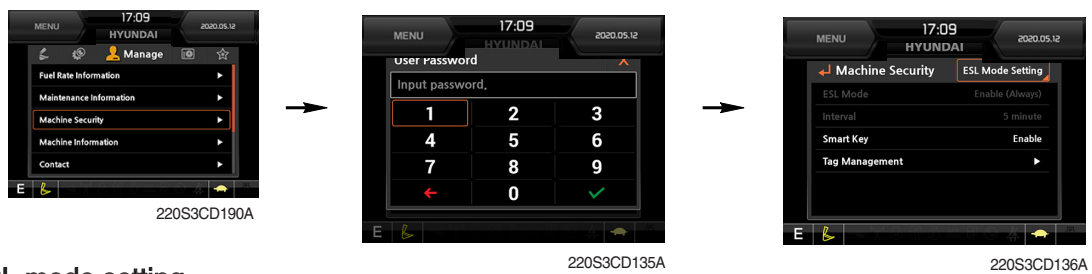 MENU
17:09
HYUNDAI
2020.05.12
Manage
Fuel Rate Information
Maintenance Information
Machine Security
Machine Information
Contact
E
220S3CD190A
MENU
17:09
HYUNDAI
2020.05.12
User Password X
Input password.
1 2 3
4 5 6
7 8 9
0
E
220S3CD135A
MENU
17:09
HYUNDAI
2020.05.12
Machine Security ESL Mode Setting
ESL Mode Enable (Always)
Interval 5 minute
Smart Key Enable
Tag Management
E
220S3CD136A
mode setting